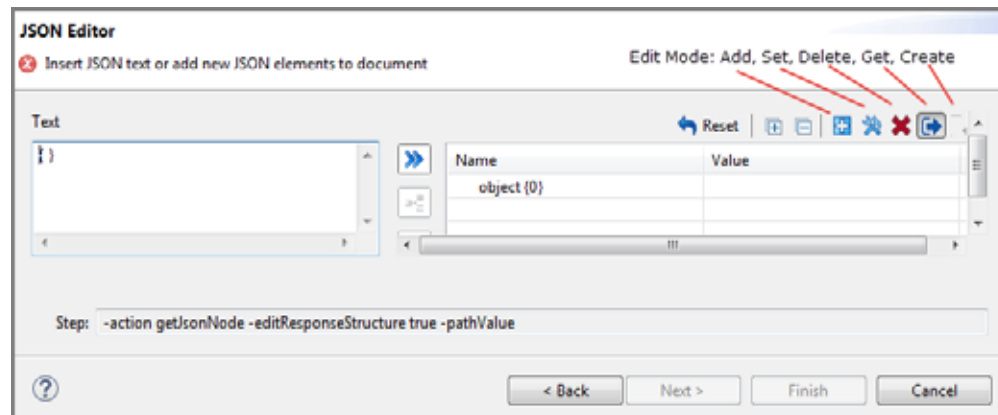 JSON Editor
Insert JSON text or add new JSON elements to document
Edit Mode: Add, Set, Delete, Get, Create
Text
Reset
{ }
Name Value
object {0}
Step: -action getJsonNode -editResponseStructure true -pathValue
< Back Next > Finish Cancel